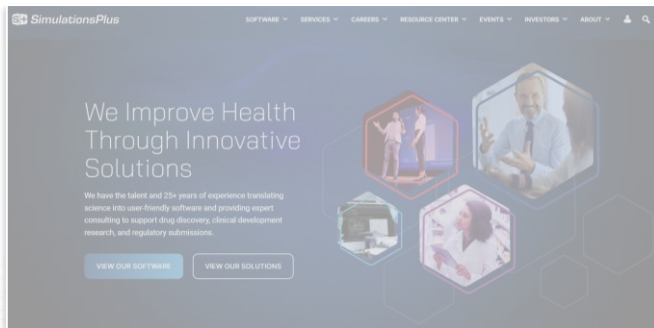 S+ SimulationsPlus
SOFTWARE SERVICES CAREERS RESOURCE CENTER EVENTS INVESTORS ABOUT
We Improve Health
Through Innovative
Solutions
We have the talent and 25+ years of experience translating
science into user-friendly software and providing expert
consulting to support drug discovery, clinical development
research, and regulatory submissions.
VIEW OUR SOFTWARE VIEW OUR SOLUTIONS